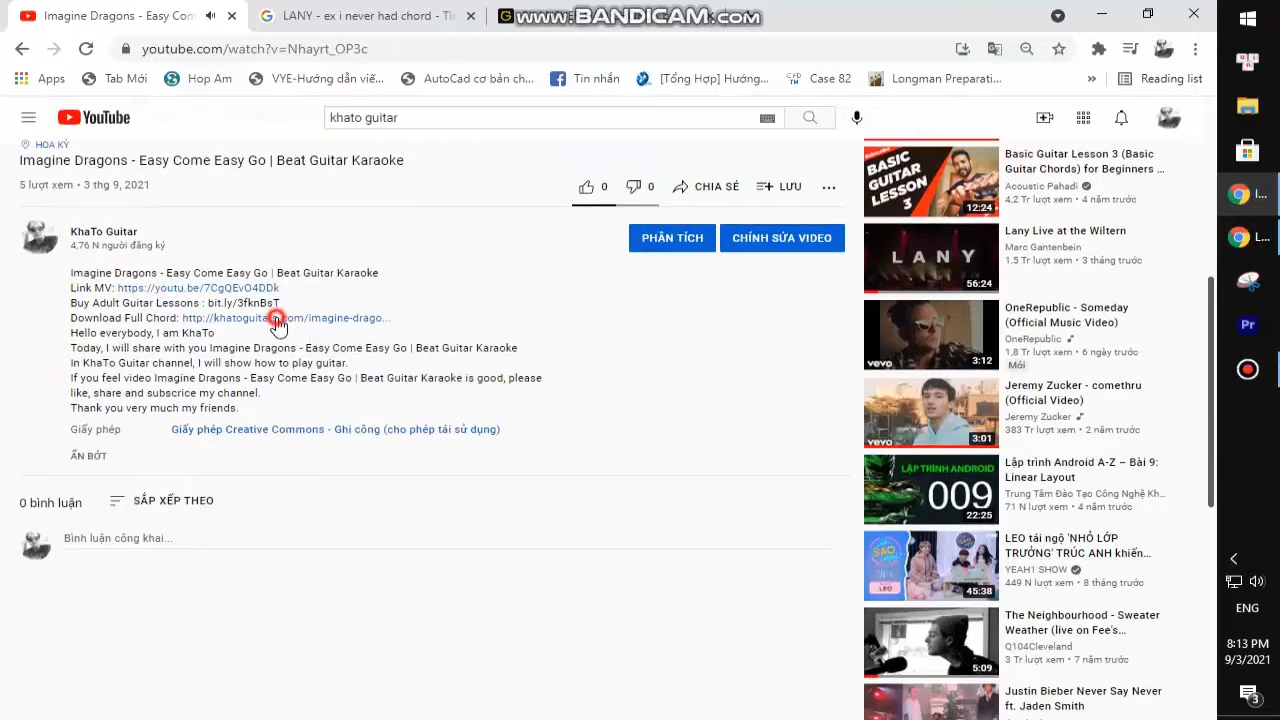 Imagine Dragons - Easy Com
LANY - ex i never had chord - T
www.BANDICAM.com
youtube.com/watch?v=Nhayrt_OP3c
Apps
Tab Mới
Hop Am
VYE-Hướng dẫn viế...
AutoCad cơ bản ch...
Tin nhắn
[Tổng Hợp] Hướng...
Case 82
Longman Preparati...
»
Reading list
YouTube
khato guitar
HOA KỲ
Imagine Dragons - Easy Come Easy Go | Beat Guitar Karaoke
5 lượt xem • 3 thg 9, 2021
0
0
CHIA SẺ
LƯU
KhaTo Guitar
4,76 N người đăng ký
PHÂN TÍCH
CHỈNH SỬA VIDEO
Imagine Dragons - Easy Come Easy Go | Beat Guitar Karaoke
Link MV: https://youtu.be/7CgQEvO4DDk
Buy Adult Guitar Lessons : bit.ly/3fknBsT
Download Full Chord: http://khatoguita
om/imagine-drago...
Hello everybody, I am KhaTo
Today, I will share with you Imagine Dragons - Easy Come Easy Go | Beat Guitar Karaoke
In KhaTo Guitar channel, I will show how to play guitar.
If you feel video Imagine Dragons - Easy Come Easy Go | Beat Guitar Karaoke is good, please
like, share and subscrice my channel.
Thank you very much my friends.
Giấy phép
Giấy phép Creative Commons - Ghi công (cho phép tái sử dụng)
ẨN BỚT
0 bình luận
SẮP XẾP THEO
Bình luận công khai...
BASIC
GUITAR
LESSON
3
12:24
Basic Guitar Lesson 3 (Basic
Guitar Chords) for Beginners ...
Acoustic Pahadi
4,2 Tr lượt xem • 4 năm trước
LANY
56:24
Lany Live at the Wiltern
Marc Gantenbein
1,5 Tr lượt xem • 3 tháng trước
vevo
3:12
OneRepublic - Someday
(Official Music Video)
OneRepublic
1,8 Tr lượt xem • 6 ngày trước
Mới
vevo
3:01
Jeremy Zucker - comethru
(Official Video)
Jeremy Zucker
383 Tr lượt xem • 2 năm trước
LẬP TRÌNH ANDROID
009
22:25
Lập trình Android A-Z – Bài 9:
Linear Layout
Trung Tâm Đào Tạo Công Nghệ Kh...
71 N lượt xem • 4 năm trước
SAO
LEO
45:38
LEO tái ngộ 'NHỎ LỚP
TRƯỞNG' TRÚC ANH khiến...
YEAH1 SHOW
449 N lượt xem • 8 tháng trước
5:09
The Neighbourhood - Sweater
Weather (live on Fee's...
Q104Cleveland
3 Tr lượt xem • 7 năm trước
Justin Bieber Never Say Never
ft. Jaden Smith
I...
L...
Pr
ENG
8:13 PM
9/3/2021
3